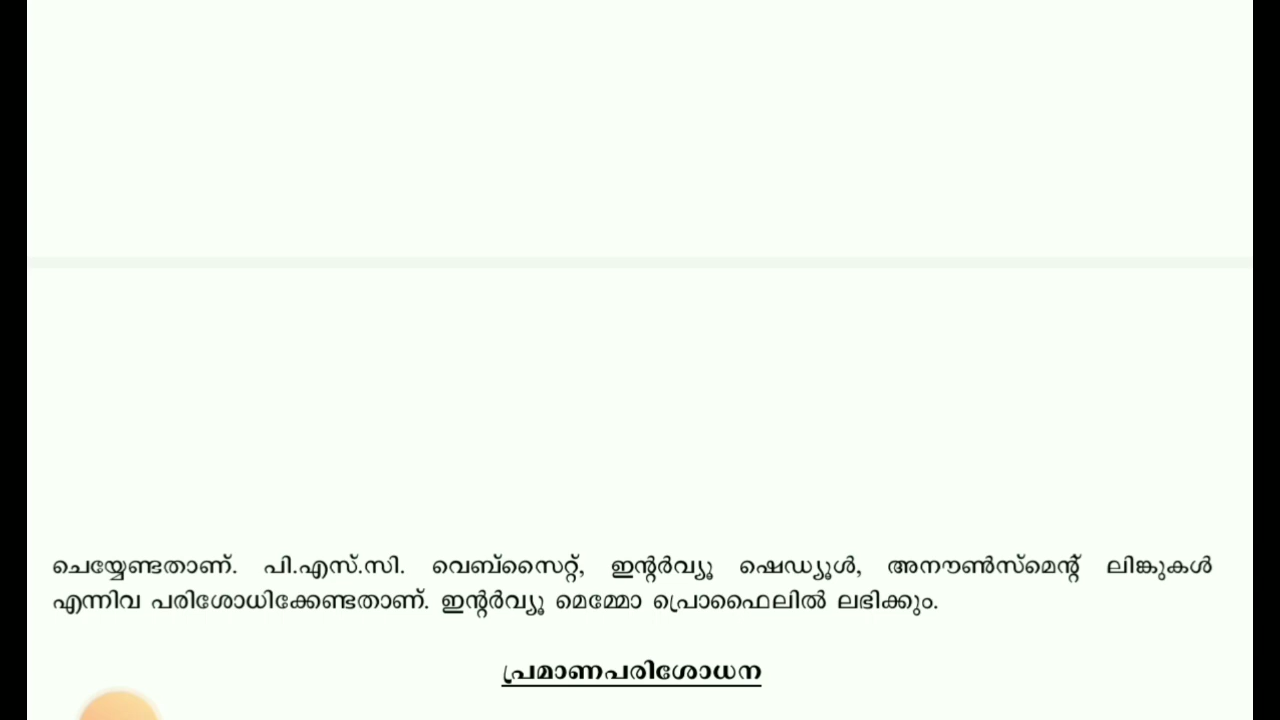 ചെയ്യേണ്ടതാണ്. പി.എസ്.സി. വെബ്സൈറ്റ്, ഇന്റർവ്യൂ ഷെഡ്യൂൾ, അനൗൺസ്മെന്റ് ലിങ്കുകൾ
എന്നിവ പരിശോധിക്കേണ്ടതാണ്. ഇന്റർവ്യൂ മെമ്മോ പ്രൊഫൈലിൽ ലഭിക്കും.
പ്രമാണപരിശോധന